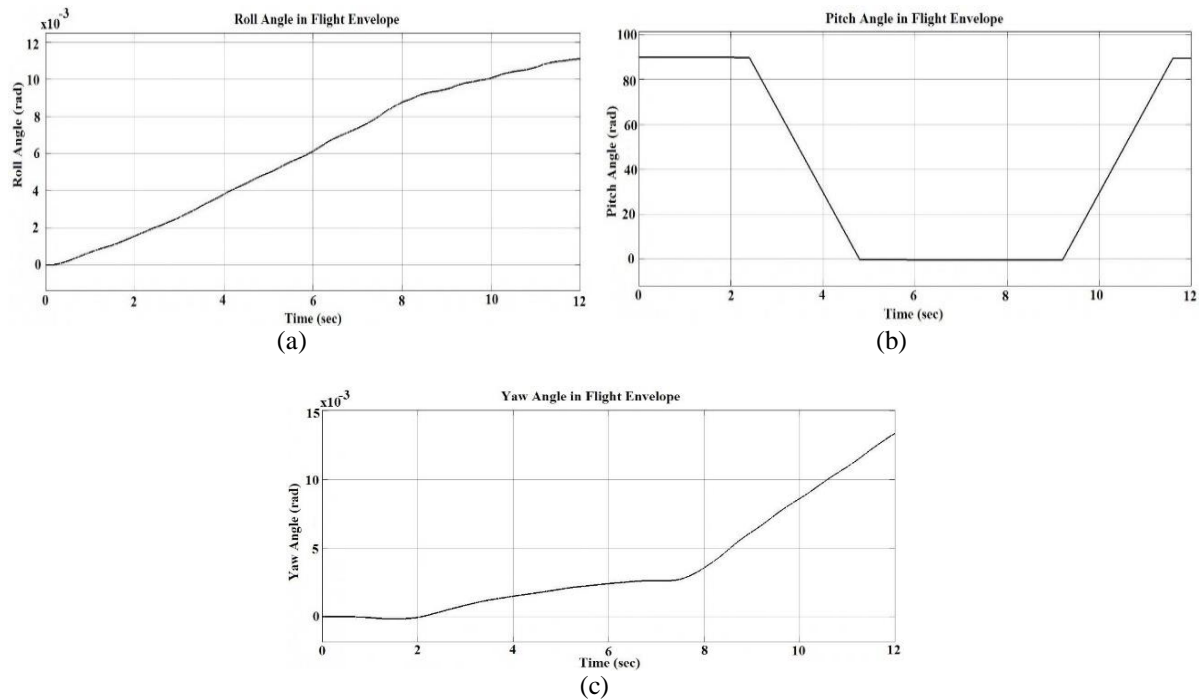 Roll Angle in Flight Envelope
x10-3
12
10
8
6
4
2
0
Roll Angle (rad)
0 2 4 6 8 10 12
Time (sec)
(a)
Pitch Angle in Flight Envelope
100
80
60
40
20
0
Pitch Angle (rad)
0 2 4 6 8 10 12
Time (sec)
(b)
Yaw Angle in Flight Envelope
x10-3
15
10
5
0
Yaw Angle (rad)
0 2 4 6 8 10 12
Time (sec)
(c)